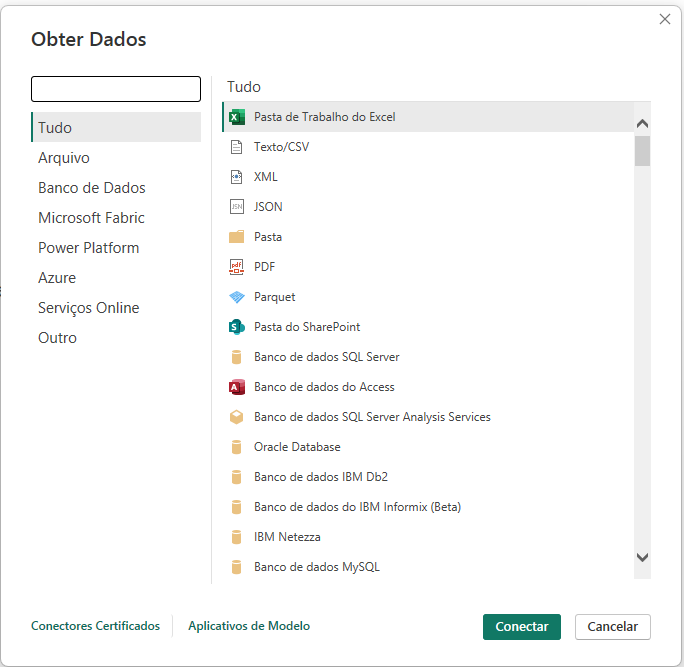 Obter Dados
Tudo
Arquivo
Banco de Dados
Microsoft Fabric
Power Platform
Azure
Serviços Online
Outro
Tudo
Pasta de Trabalho do Excel
Texto/CSV
XML
JSON
Pasta
PDF
Parquet
Pasta do SharePoint
Banco de dados SQL Server
Banco de dados do Access
Banco de dados SQL Server Analysis Services
Oracle Database
Banco de dados IBM Db2
Banco de dados do IBM Informix (Beta)
IBM Netezza
Banco de dados MySQL
Conectores Certificados
Aplicativos de Modelo
Conectar
Cancelar